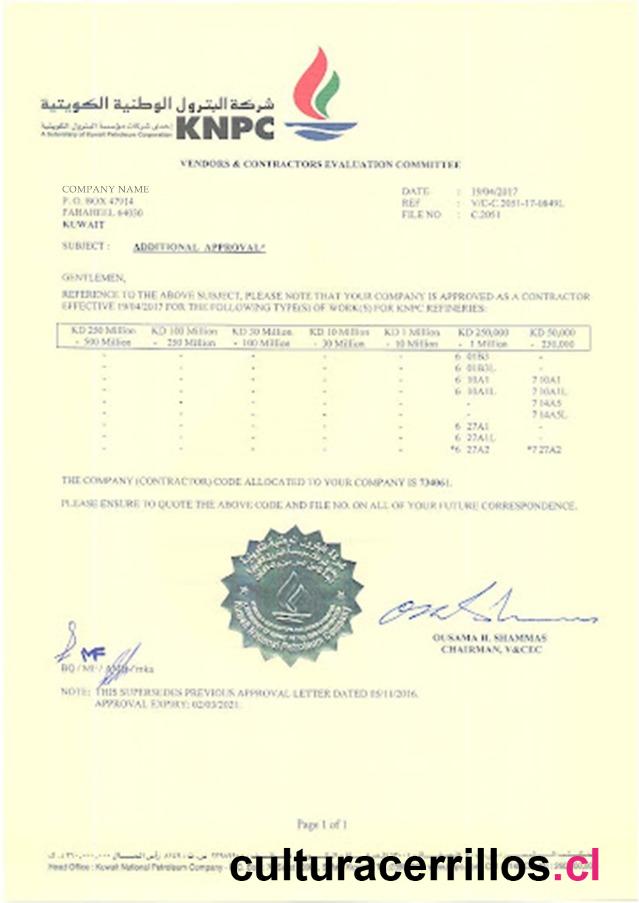 شركة البترول الوطنية الكويتية
إحدى شركات مؤسسة البترول الكويتية
A Subsidiary of Kuwait Petroleum Corporation
KNPC
VENDORS & CONTRACTORS EVALUATION COMMITTEE
COMPANY NAME
P. O. BOX 47914
FAHAHEEL 64030
KUWAIT
DATE : 19/04/2017
REF : V/C-C.2051-17-0849L
FILE NO : C.2051
SUBJECT : ADDITIONAL APPROVAL*
GENTLEMEN,
REFERENCE TO THE ABOVE SUBJECT, PLEASE NOTE THAT YOUR COMPANY IS APPROVED AS A CONTRACTOR
EFFECTIVE 19/04/2017 FOR THE FOLLOWING TYPE(S) OF WORK(S) FOR KNPC REFINERIES:
KD 250 Million KD 100 Million KD 30 Million KD 10 Million KD 1 Million KD 250,000 KD 50,000
- 500 Million - 250 Million - 100 Million - 30 Million - 10 Million - 1 Million - 250,000
- - - - - 6 01B3 -
- - - - - 6 01B3L -
- - - - - 6 10A1 7 10A1
- - - - - 6 10A1L 7 10A1L
- - - - - - 7 14A5
- - - - - - 7 14A5L
- - - - - 6 27A1 -
- - - - - 6 27A1L -
- - - - - *6 27A2 *7 27A2
THE COMPANY (CONTRACTOR) CODE ALLOCATED TO YOUR COMPANY IS 734061.
PLEASE ENSURE TO QUOTE THE ABOVE CODE AND FILE NO. ON ALL OF YOUR FUTURE CORRESPONDENCE.
Kuwait National Petroleum Company
OUSAMA H. SHAMMAS
CHAIRMAN, V&CEC
MF
BQ / MF /
NOTE: THIS SUPERSEDES PREVIOUS APPROVAL LETTER DATED 05/11/2016.
APPROVAL EXPIRY: 02/03/2021.
Page 1 of 1
Head Office : Kuwait National Petroleum Company -
culturacerrillos.cl